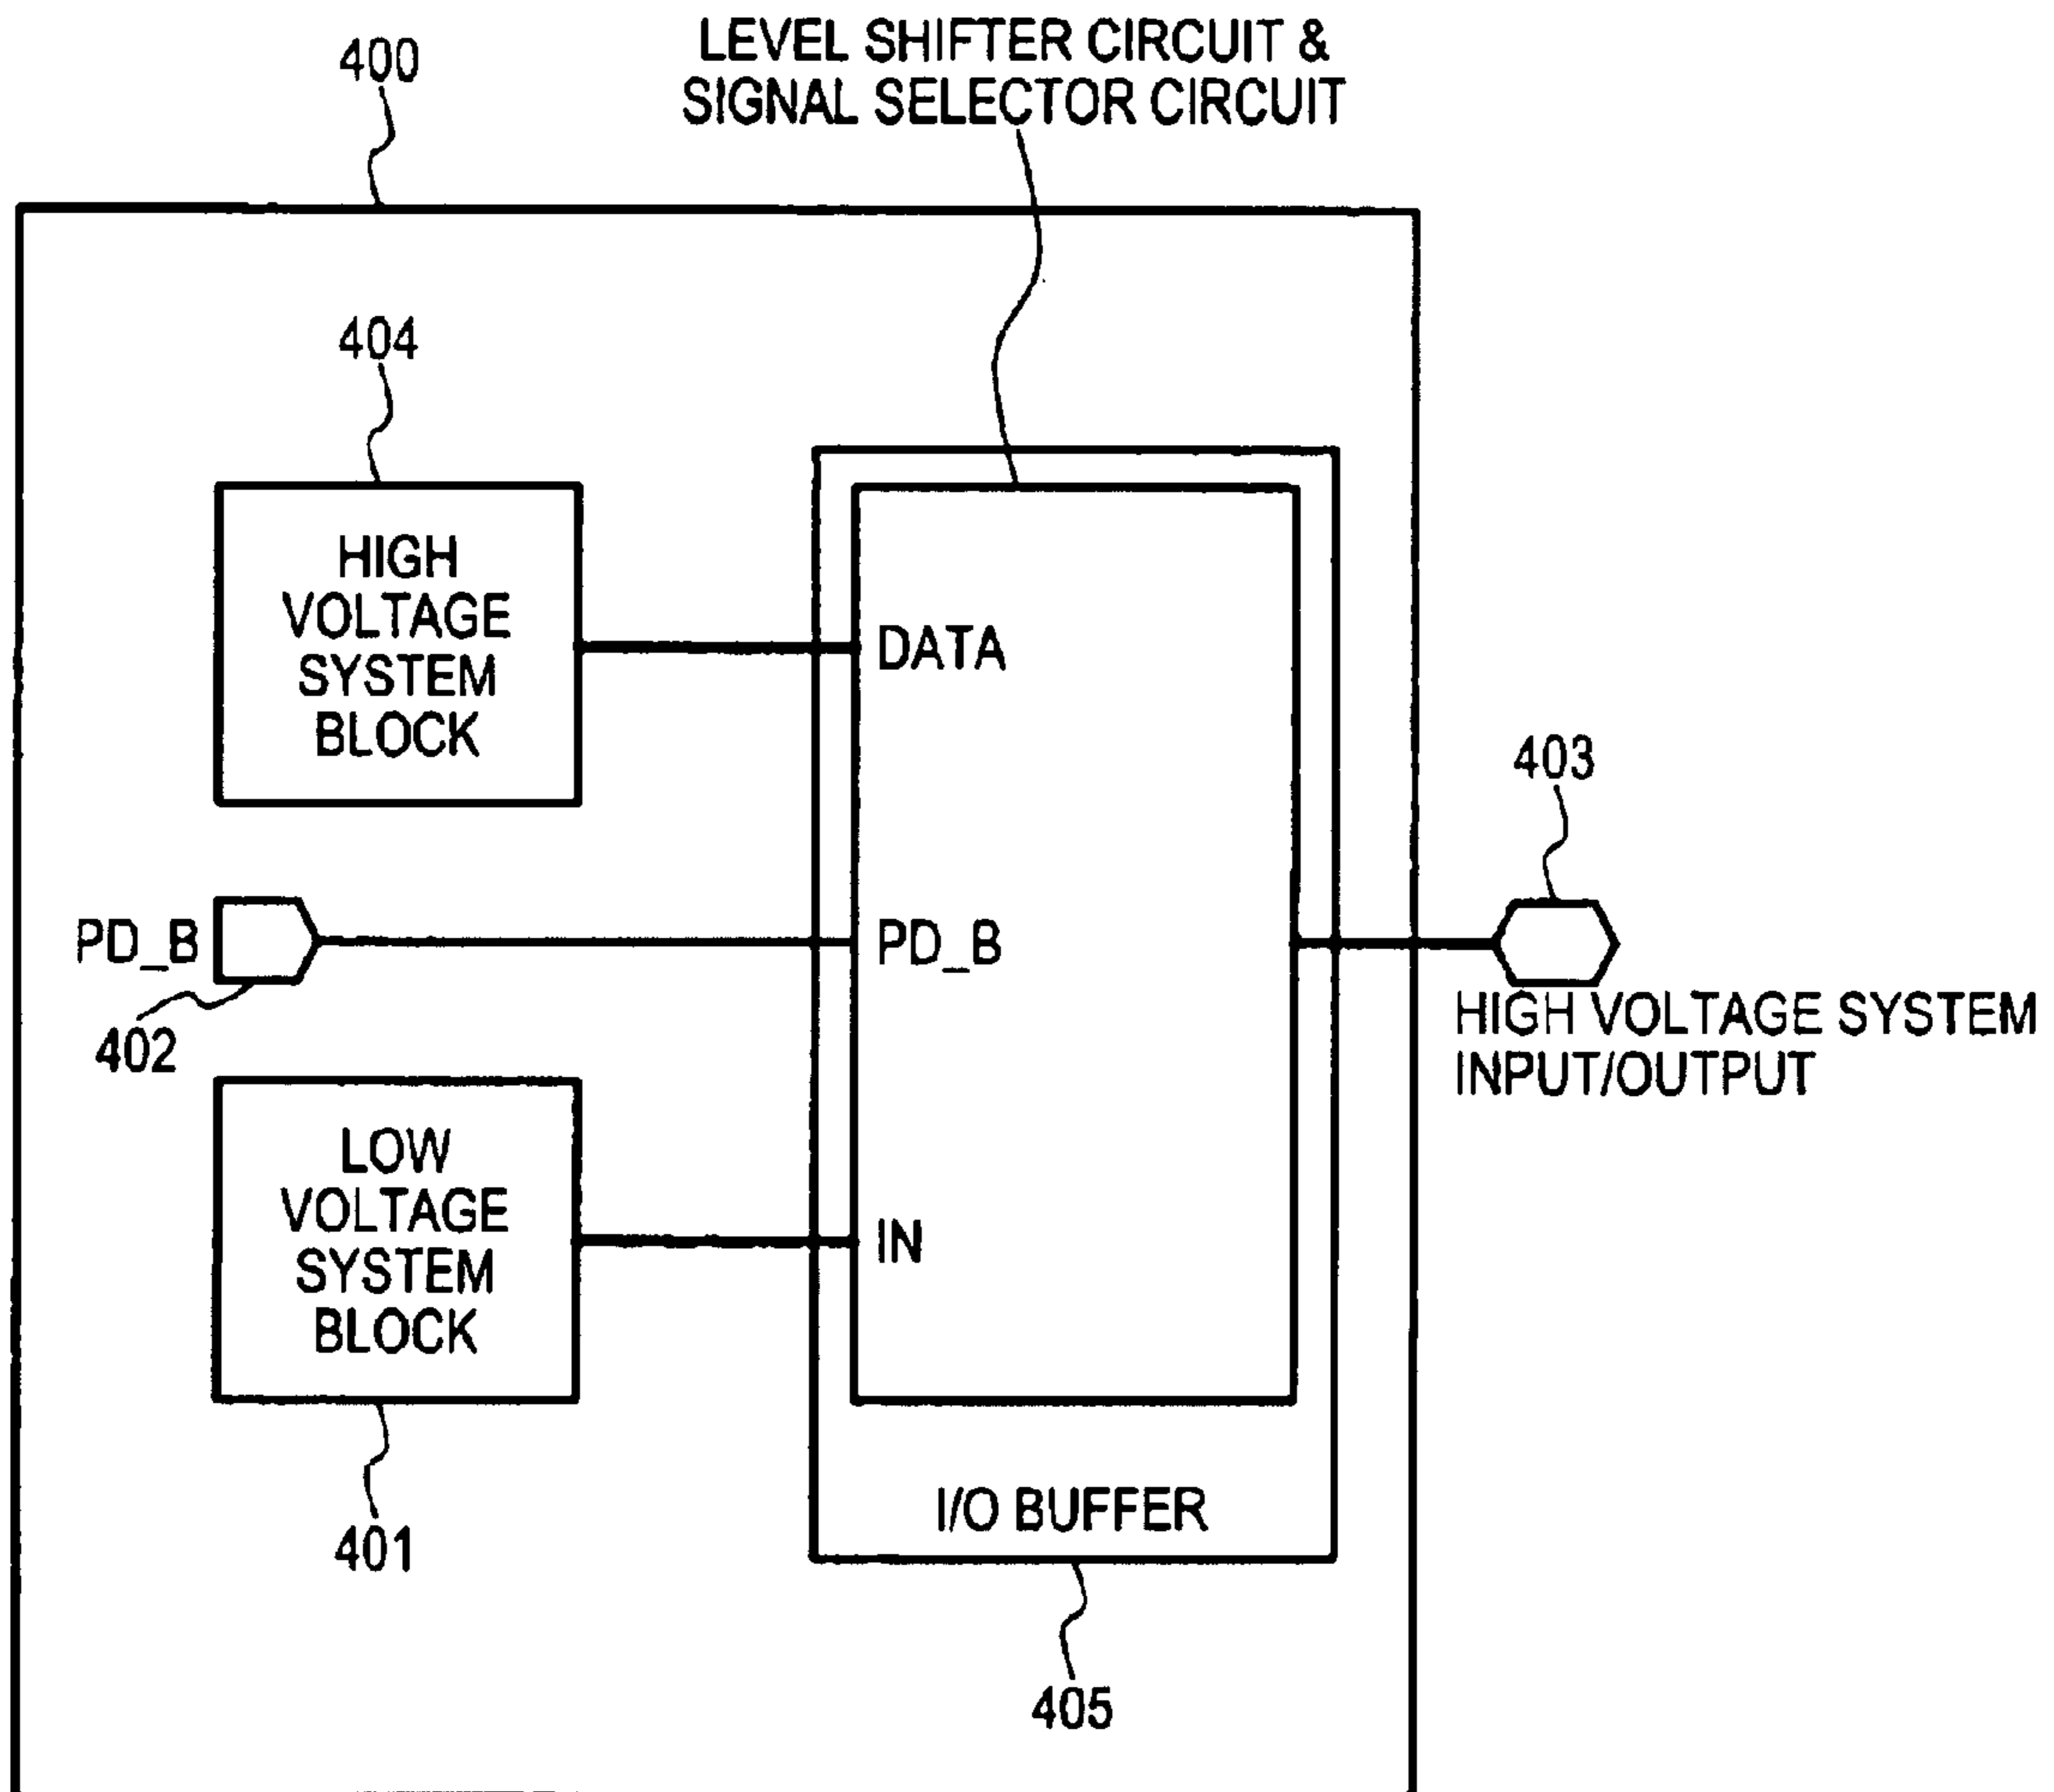 400
LEVEL SHIFTER CIRCUIT &
SIGNAL SELECTOR CIRCUIT
404
HIGH
VOLTAGE
SYSTEM
BLOCK
DATA
403
PD_B
PD_B
402
HIGH VOLTAGE SYSTEM
INPUT/OUTPUT
LOW
VOLTAGE
SYSTEM
BLOCK
IN
401
I/O BUFFER
405